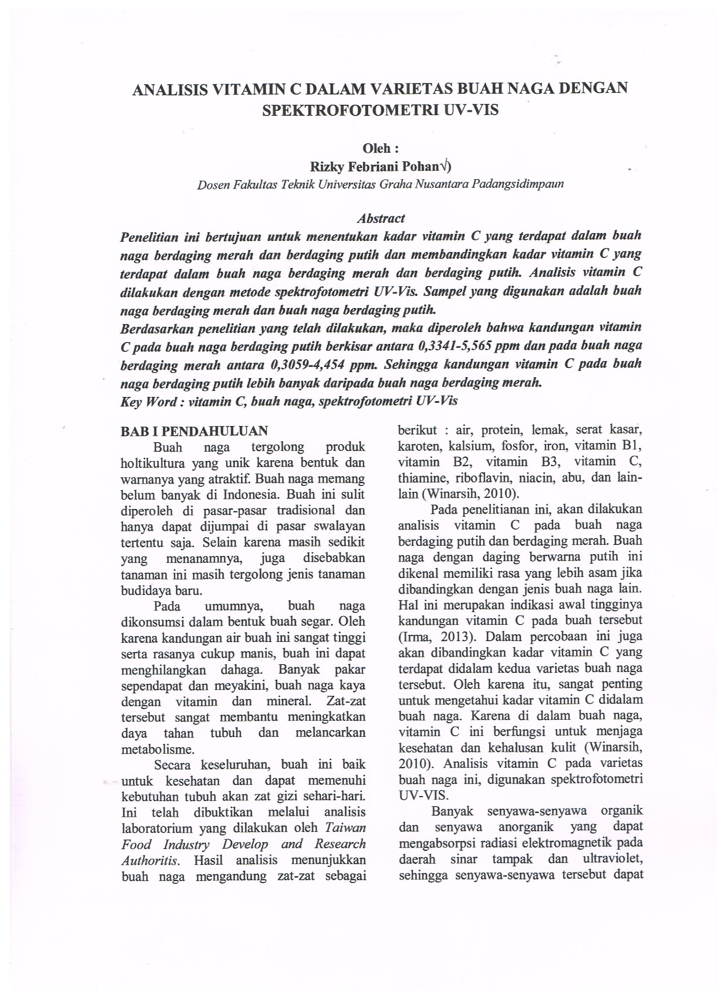 ANALISIS VITAMIN C DALAM VARIETAS BUAH NAGA DENGAN
SPEKTROFOTOMETRI UV-VIS
Oleh :
Rizky Febriani Pohan√)
Dosen Fakultas Teknik Universitas Graha Nusantara Padangsidimpaun
Abstract
Penelitian ini bertujuan untuk menentukan kadar vitamin C yang terdapat dalam buah
naga berdaging merah dan berdaging putih dan membandingkan kadar vitamin C yang
terdapat dalam buah naga berdaging merah dan berdaging putih. Analisis vitamin C
dilakukan dengan metode spektrofotometri UV-Vis. Sampel yang digunakan adalah buah
naga berdaging merah dan buah naga berdaging putih.
Berdasarkan penelitian yang telah dilakukan, maka diperoleh bahwa kandungan vitamin
C pada buah naga berdaging putih berkisar antara 0,3341-5,565 ppm dan pada buah naga
berdaging merah antara 0,3059-4,454 ppm. Sehingga kandungan vitamin C pada buah
naga berdaging putih lebih banyak daripada buah naga berdaging merah.
Key Word : vitamin C, buah naga, spektrofotometri UV-Vis
BAB I PENDAHULUAN
Buah naga tergolong produk
holtikultura yang unik karena bentuk dan
warnanya yang atraktif. Buah naga memang
belum banyak di Indonesia. Buah ini sulit
diperoleh di pasar-pasar tradisional dan
hanya dapat dijumpai di pasar swalayan
tertentu saja. Selain karena masih sedikit
yang menanamnya, juga disebabkan
tanaman ini masih tergolong jenis tanaman
budidaya baru.
Pada umumnya, buah naga
dikonsumsi dalam bentuk buah segar. Oleh
karena kandungan air buah ini sangat tinggi
serta rasanya cukup manis, buah ini dapat
menghilangkan dahaga. Banyak pakar
sependapat dan meyakini, buah naga kaya
dengan vitamin dan mineral. Zat-zat
tersebut sangat membantu meningkatkan
daya tahan tubuh dan melancarkan
metabolisme.
Secara keseluruhan, buah ini baik
untuk kesehatan dan dapat memenuhi
kebutuhan tubuh akan zat gizi sehari-hari.
Ini telah dibuktikan melalui analisis
laboratorium yang dilakukan oleh Taiwan
Food Industry Develop and Research
Authoritis. Hasil analisis menunjukkan
buah naga mengandung zat-zat sebagai
berikut : air, protein, lemak, serat kasar,
karoten, kalsium, fosfor, iron, vitamin B1,
vitamin B2, vitamin B3, vitamin C,
thiamine, riboflavin, niacin, abu, dan lain-
lain (Winarsih, 2010).
Pada penelitianan ini, akan dilakukan
analisis vitamin C pada buah naga
berdaging putih dan berdaging merah. Buah
naga dengan daging berwarna putih ini
dikenal memiliki rasa yang lebih asam jika
dibandingkan dengan jenis buah naga lain.
Hal ini merupakan indikasi awal tingginya
kandungan vitamin C pada buah tersebut
(Irma, 2013). Dalam percobaan ini juga
akan dibandingkan kadar vitamin C yang
terdapat didalam kedua varietas buah naga
tersebut. Oleh karena itu, sangat penting
untuk mengetahui kadar vitamin C didalam
buah naga. Karena di dalam buah naga,
vitamin C ini berfungsi untuk menjaga
kesehatan dan kehalusan kulit (Winarsih,
2010). Analisis vitamin C pada varietas
buah naga ini, digunakan spektrofotometri
UV-VIS.
Banyak senyawa-senyawa organik
dan senyawa anorganik yang dapat
mengabsorpsi radiasi elektromagnetik pada
daerah sinar tampak dan ultraviolet,
sehingga senyawa-senyawa tersebut dapat